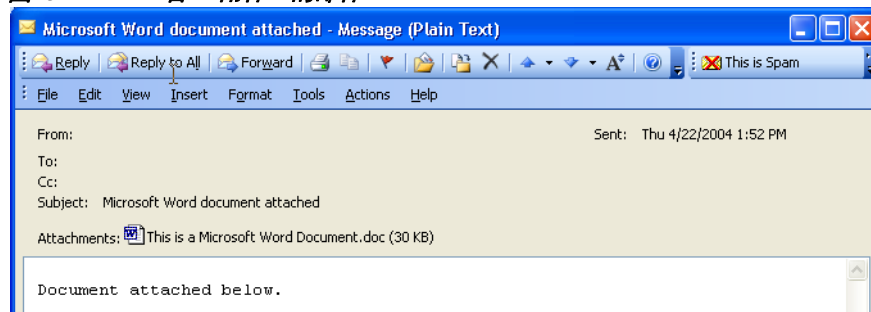 Microsoft Word document attached - Message (Plain Text)
Reply Reply to All Forward This is Spam
File Edit View Insert Format Tools Actions Help
From: Sent: Thu 4/22/2004 1:52 PM
To:
Cc:
Subject: Microsoft Word document attached
Attachments: This is a Microsoft Word Document.doc (30 KB)
Document attached below.